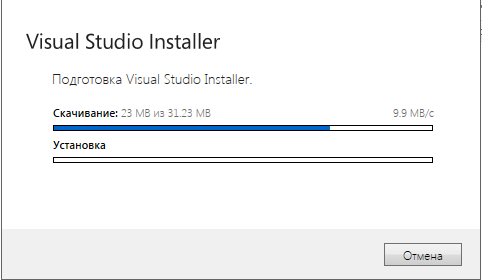 Visual Studio Installer
Подготовка Visual Studio Installer.
Скачивание: 23 MB из 31.23 MB 9.9 MB/с
Установка
Отмена